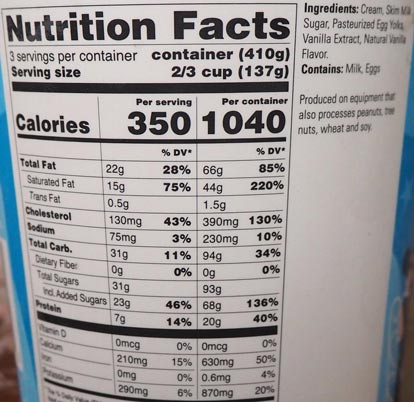 Nutrition Facts
3 servings per container container (410g)
Serving size 2/3 cup (137g)
Per serving Per container
Calories 350 1040
% DV* % DV*
Total Fat 22g 28% 66g 85%
Saturated Fat 15g 75% 44g 220%
Trans Fat 0.5g 1.5g
Cholesterol 130mg 43% 390mg 130%
Sodium 75mg 3% 230mg 10%
Total Carb. 31g 11% 94g 34%
Dietary Fiber 0g 0% 0g 0%
Total Sugars 31g 93g
Incl. Added Sugars 23g 46% 68g 136%
Protein 7g 14% 20g 40%
Vitamin D 0mcg 0% 0mcg 0%
Calcium 210mg 15% 630mg 50%
Iron 0mg 0% 0.6mg 4%
Potassium 290mg 6% 870mg 20%
Ingredients: Cream, Skim
Sugar, Pasteurized Egg
Vanilla Extract, Natural Vanilla
Flavor.
Contains: Milk, Eggs
Produced on equipment that
also processes peanuts, tree
nuts, wheat and soy.